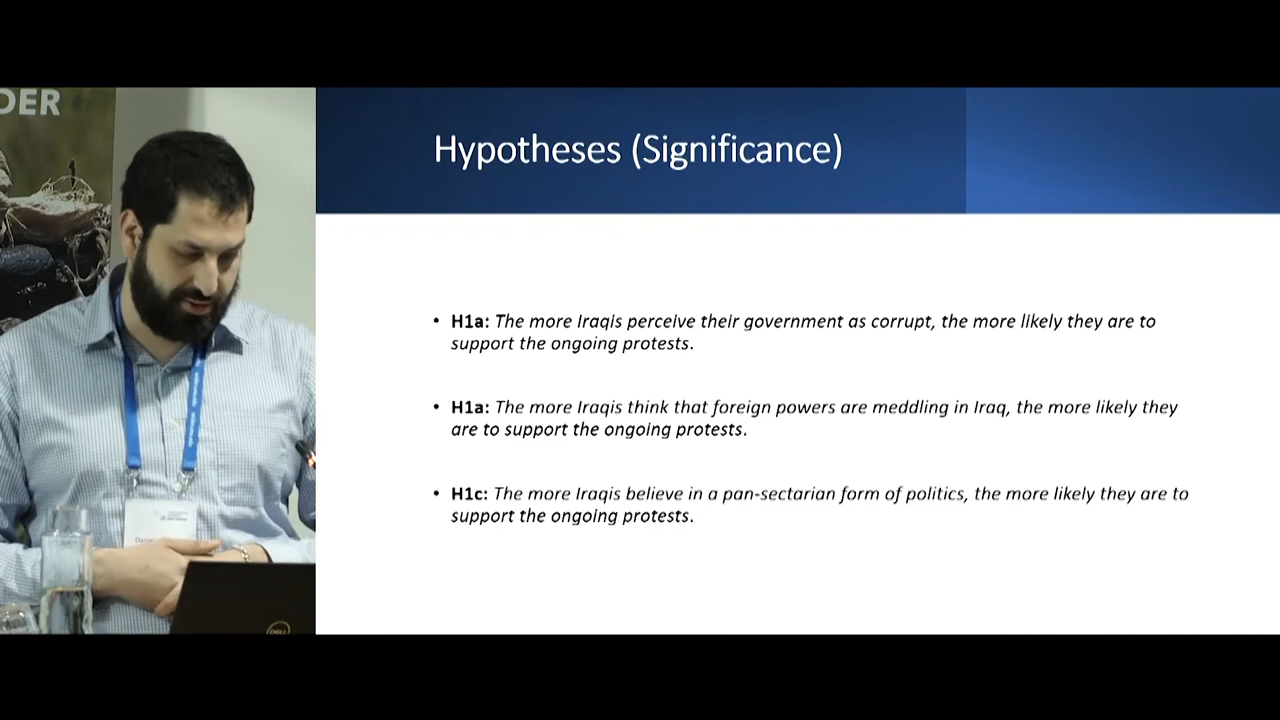 DER
Hypotheses (Significance)
• H1a: The more Iraqis perceive their government as corrupt, the more likely they are to
support the ongoing protests.
• H1a: The more Iraqis think that foreign powers are meddling in Iraq, the more likely they
are to support the ongoing protests.
• H1c: The more Iraqis believe in a pan-sectarian form of politics, the more likely they are to
support the ongoing protests.
DELL